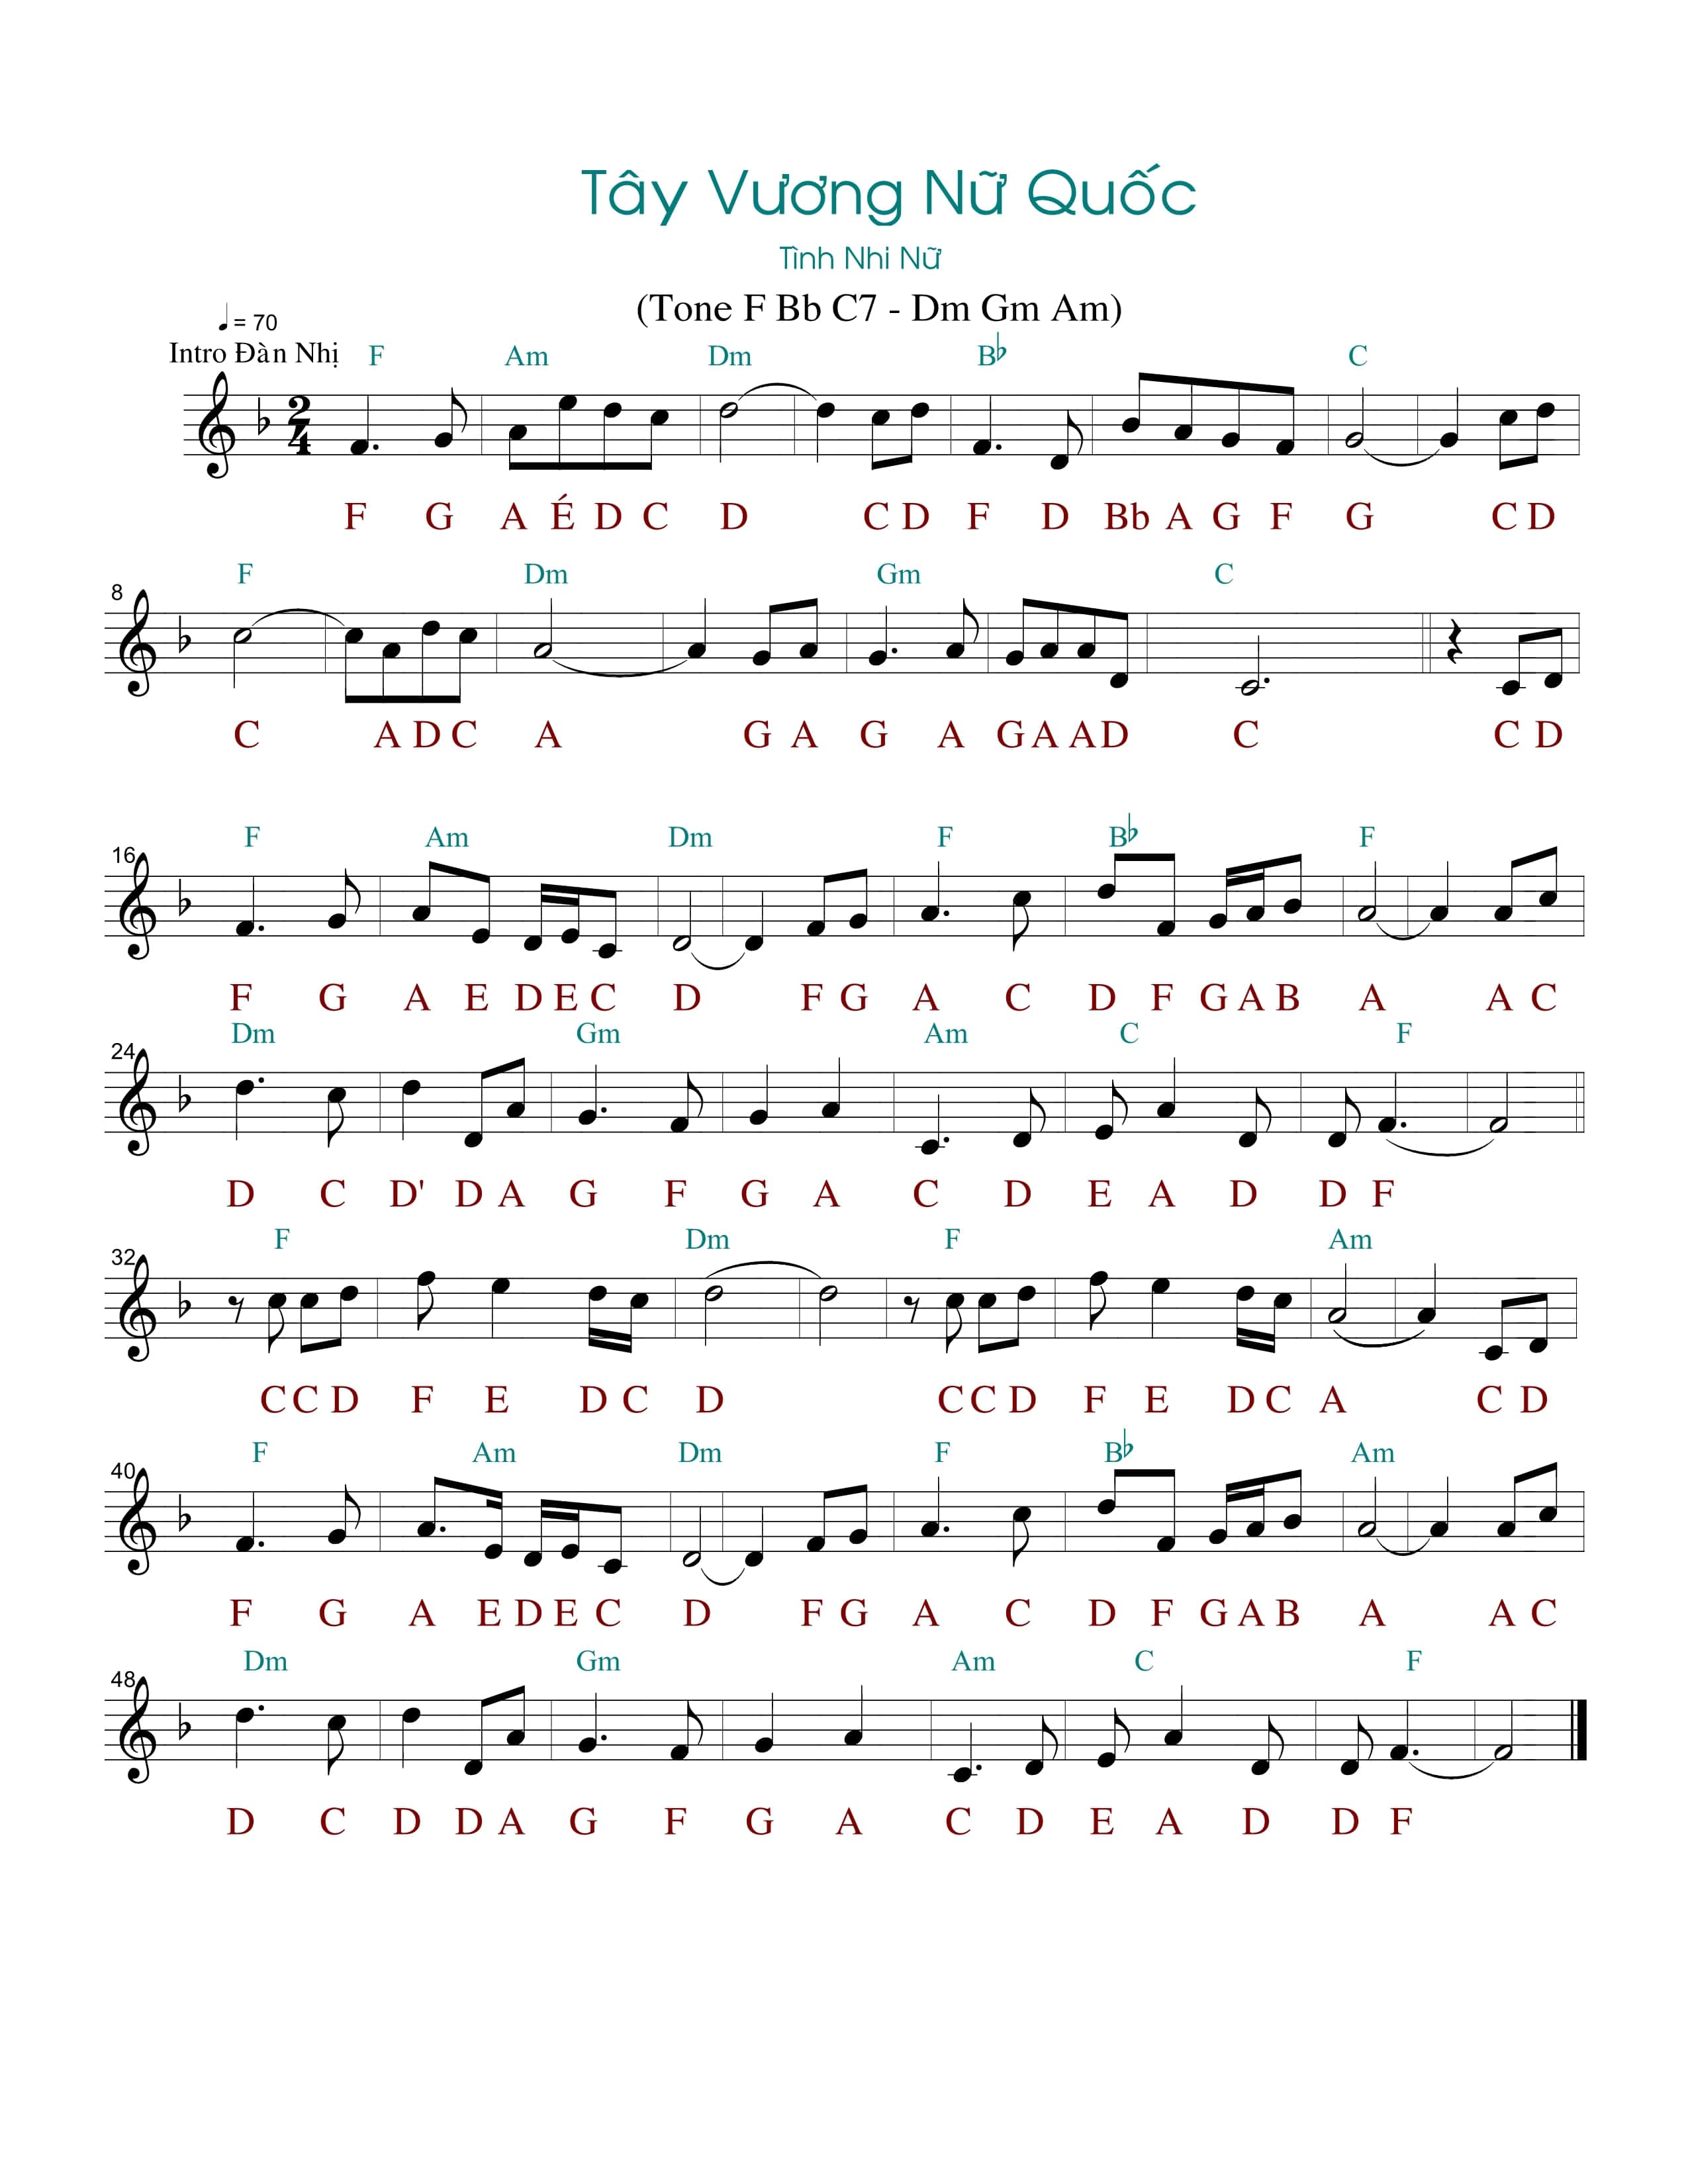 Tây Vương Nữ Quốc
Tình Nhi Nữ
(Tone F Bb C7 - Dm Gm Am)
= 70
Intro Đàn Nhị F Am Dm B♭ C
2
4
F G A É D C D C D F D Bb A G F G C D
F Dm Gm C
8
C A D C A G A G A G A A D C C D
F Am Dm F B♭ F
16
F G A E D E C D F G A C D F G A B A A C
Dm Gm Am C F
24
D C D' D A G F G A C D E A D D F
F Dm F Am
32
C C D F E D C D C C D F E D C A C D
F Am Dm F B♭ Am
40
F G A E D E C D F G A C D F G A B A A C
Dm Gm Am C F
48
D C D D A G F G A C D E A D D F